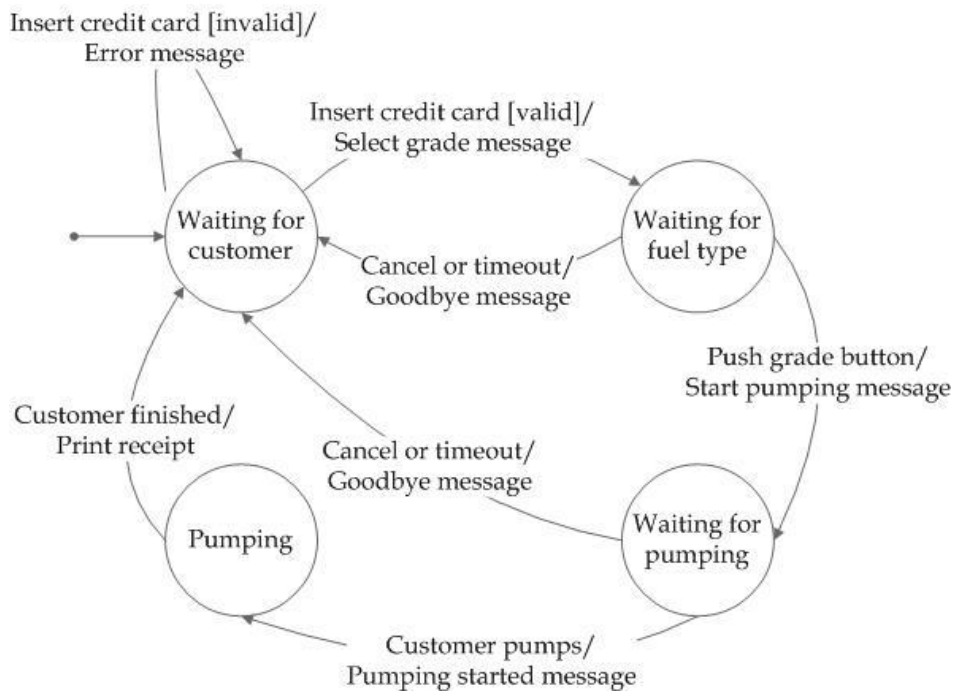 Insert credit card [invalid]/
Error message
Insert credit card [valid]/
Select grade message
Waiting for
customer
Waiting for
fuel type
Cancel or timeout/
Goodbye message
Push grade button/
Start pumping message
Customer finished/
Print receipt
Cancel or timeout/
Goodbye message
Pumping
Waiting for
pumping
Customer pumps/
Pumping started message